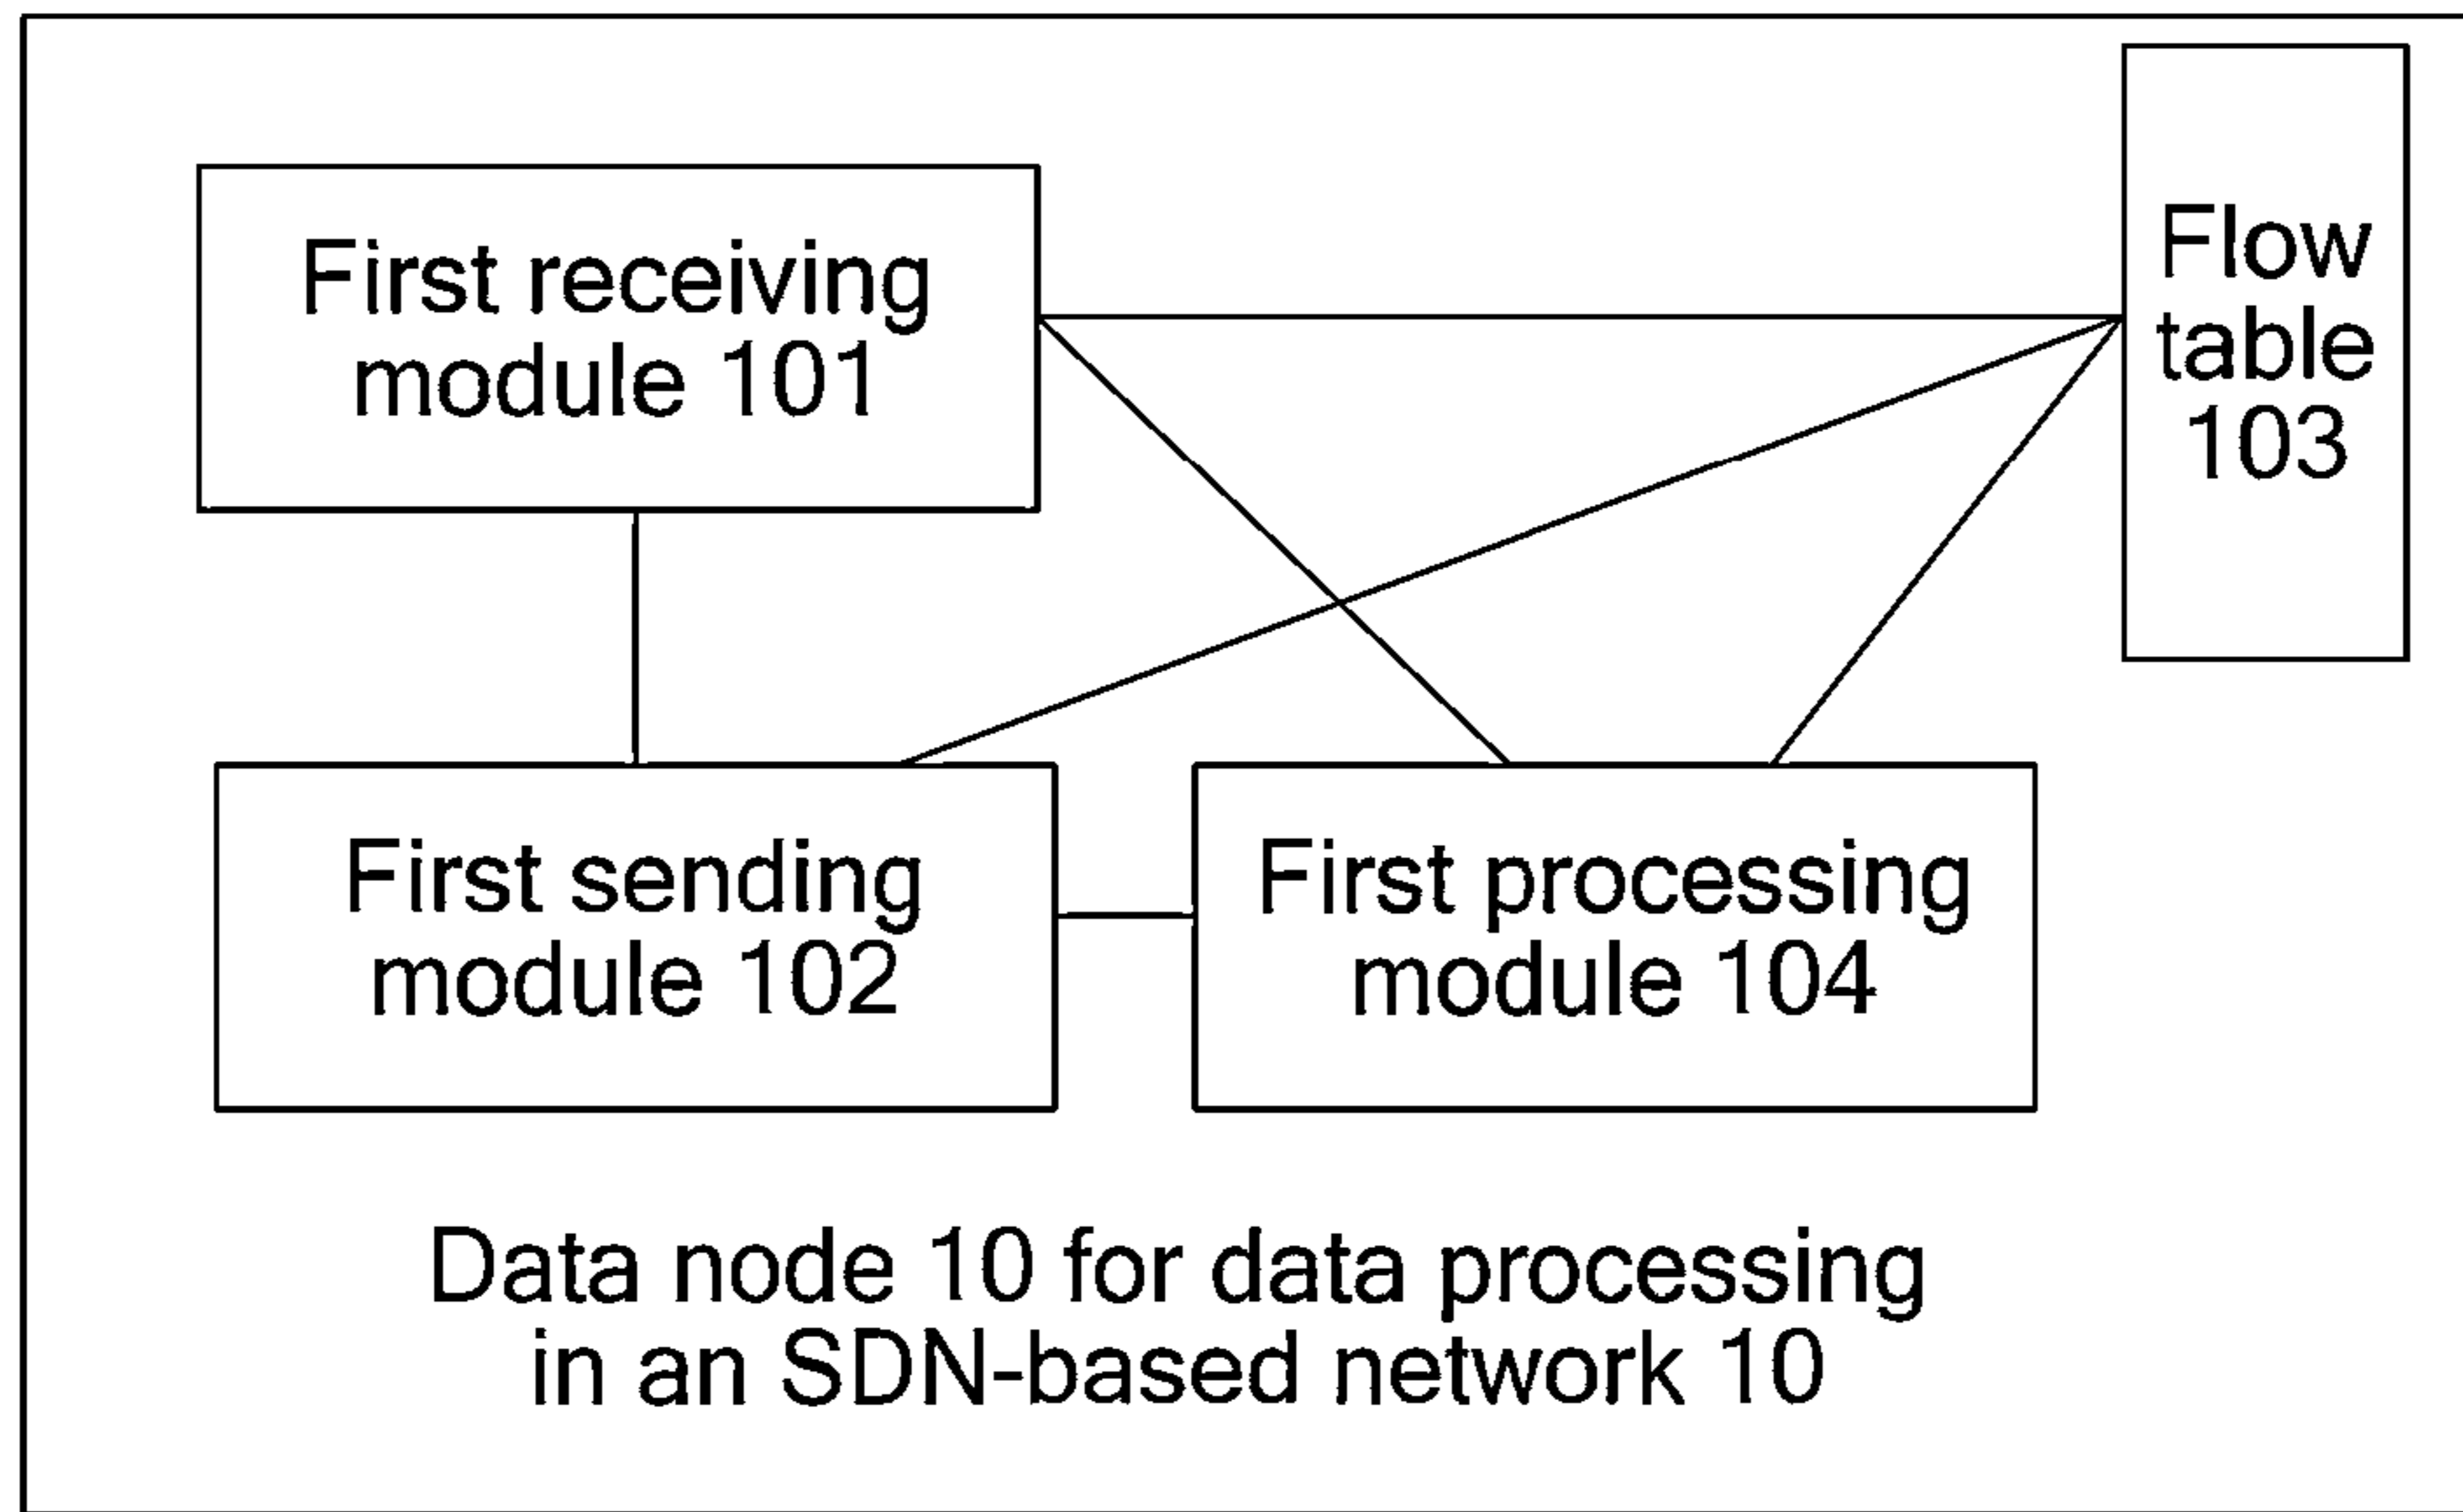 First receiving
module 101
Flow
table
103
First sending
module 102
First processing
module 104
Data node 10 for data processing
in an SDN-based network 10